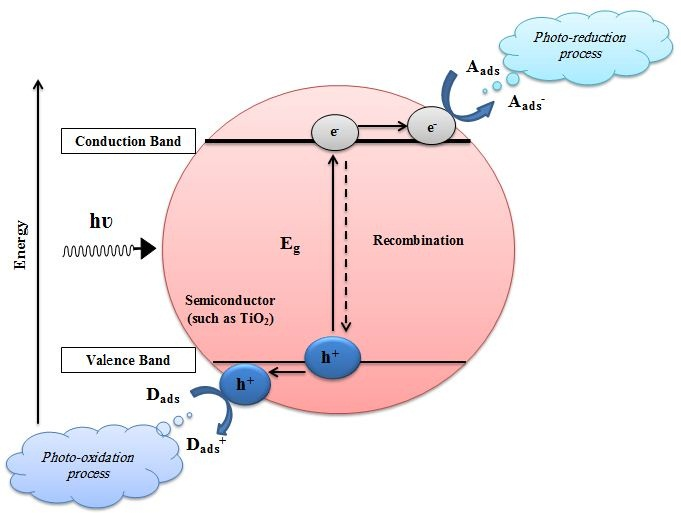 Photo-reduction
process
A_ads
A_ads^-
e^-
e^-
Conduction Band
Energy
hυ
E_g
Recombination
Semiconductor
(such as TiO₂)
Valence Band
h⁺
h⁺
D_ads
D_ads^+
Photo-oxidation
process